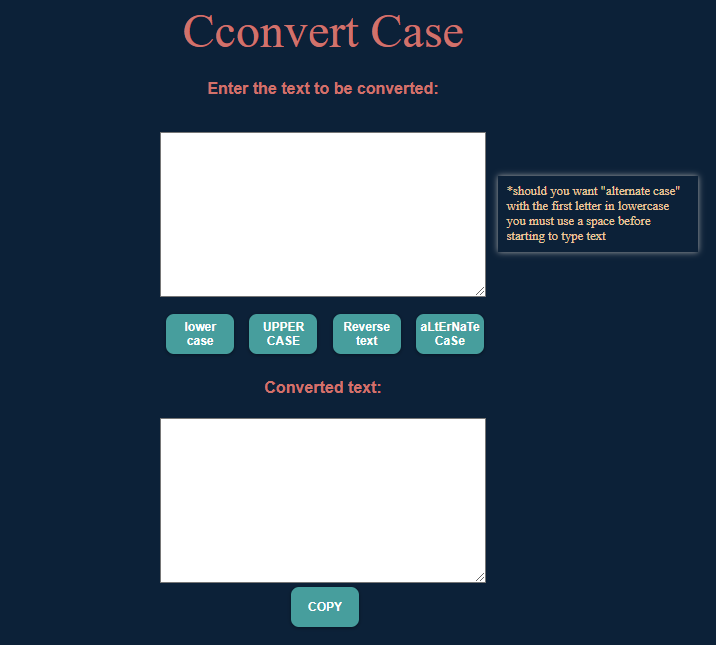 Cconvert Case
Enter the text to be converted:
*should you want "alternate case"
with the first letter in lowercase
you must use a space before
starting to type text
lower
case
UPPER
CASE
Reverse
text
aLtErNaTe
CaSe
Converted text:
COPY